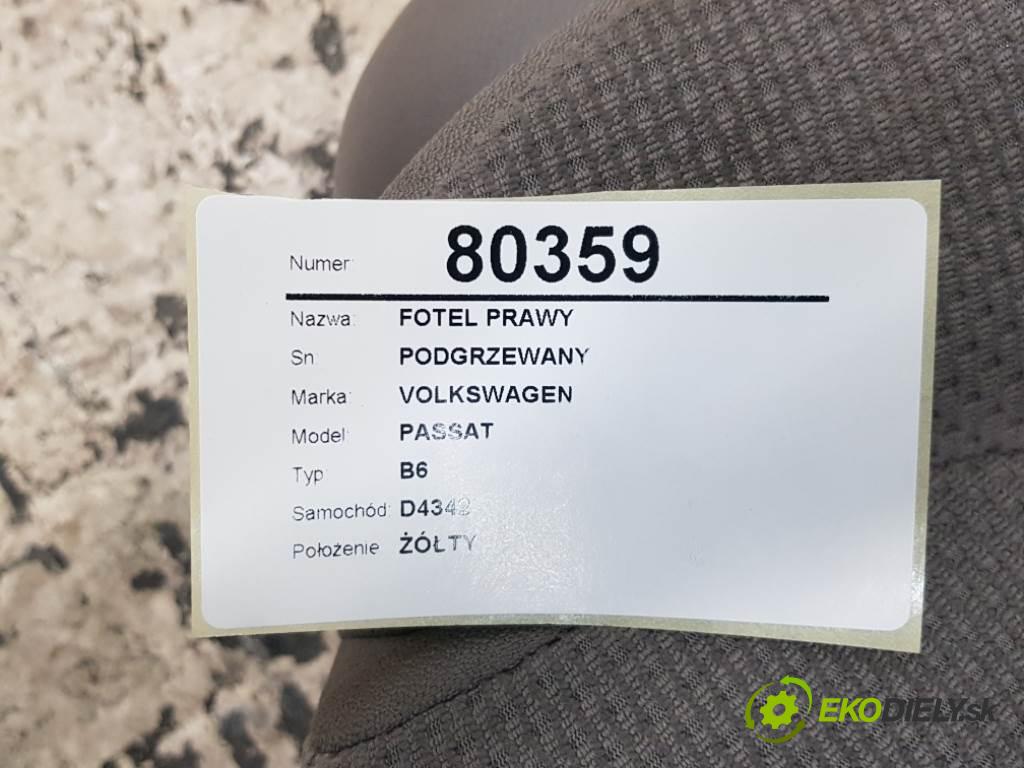 Numer: 80359
Nazwa: FOTEL PRAWY
Sn: PODGRZEWANY
Marka: VOLKSWAGEN
Model: PASSAT
Typ B6
Samochód: D4342
Położenie ŻÓŁTY
EKODIELY.sk